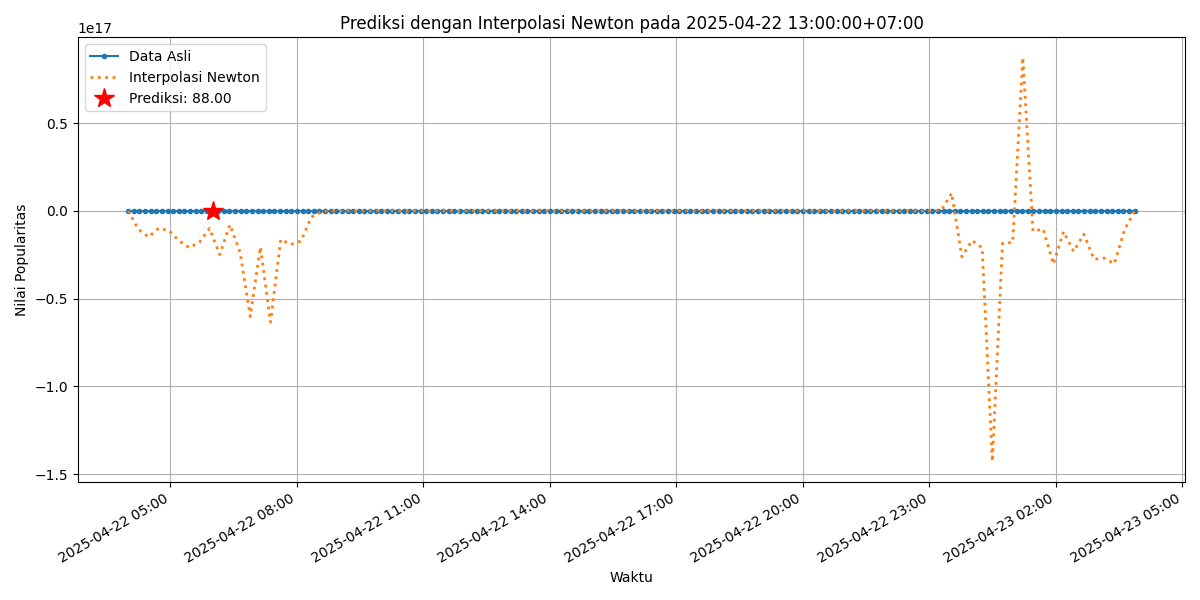 Prediksi dengan Interpolasi Newton pada 2025-04-22 13:00:00+07:00
1e17
Data Asli
Interpolasi Newton
Prediksi: 88.00
0.5
0.0
−0.5
−1.0
−1.5
Nilai Popularitas
2025-04-22 05:00
2025-04-22 08:00
2025-04-22 11:00
2025-04-22 14:00
2025-04-22 17:00
2025-04-22 20:00
2025-04-22 23:00
2025-04-23 02:00
2025-04-23 05:00
Waktu